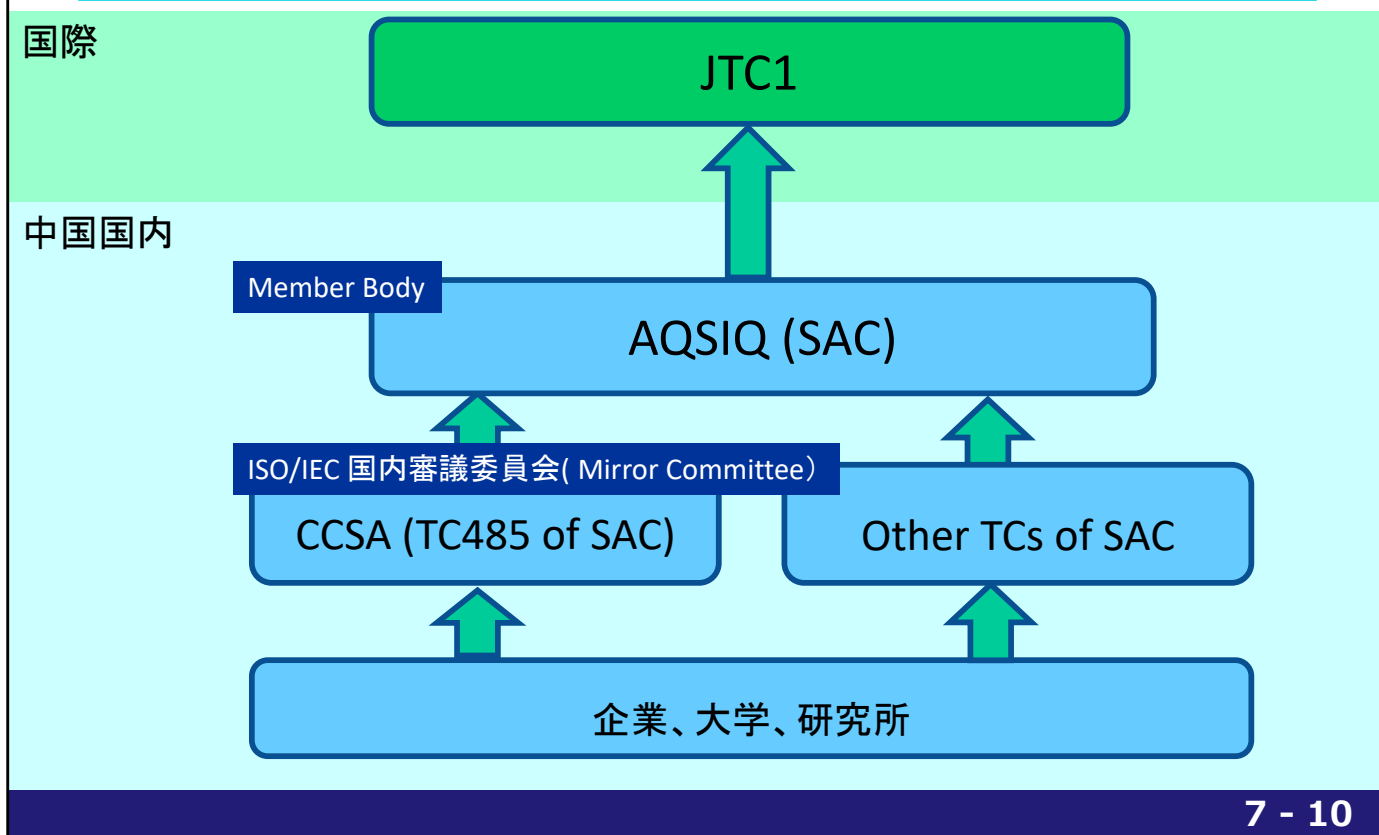 国際
JTC1
中国国内
Member Body
AQSIQ (SAC)
ISO/IEC 国内審議委員会( Mirror Committee）
CCSA (TC485 of SAC)
Other TCs of SAC
企業、大学、研究所
7 - 10